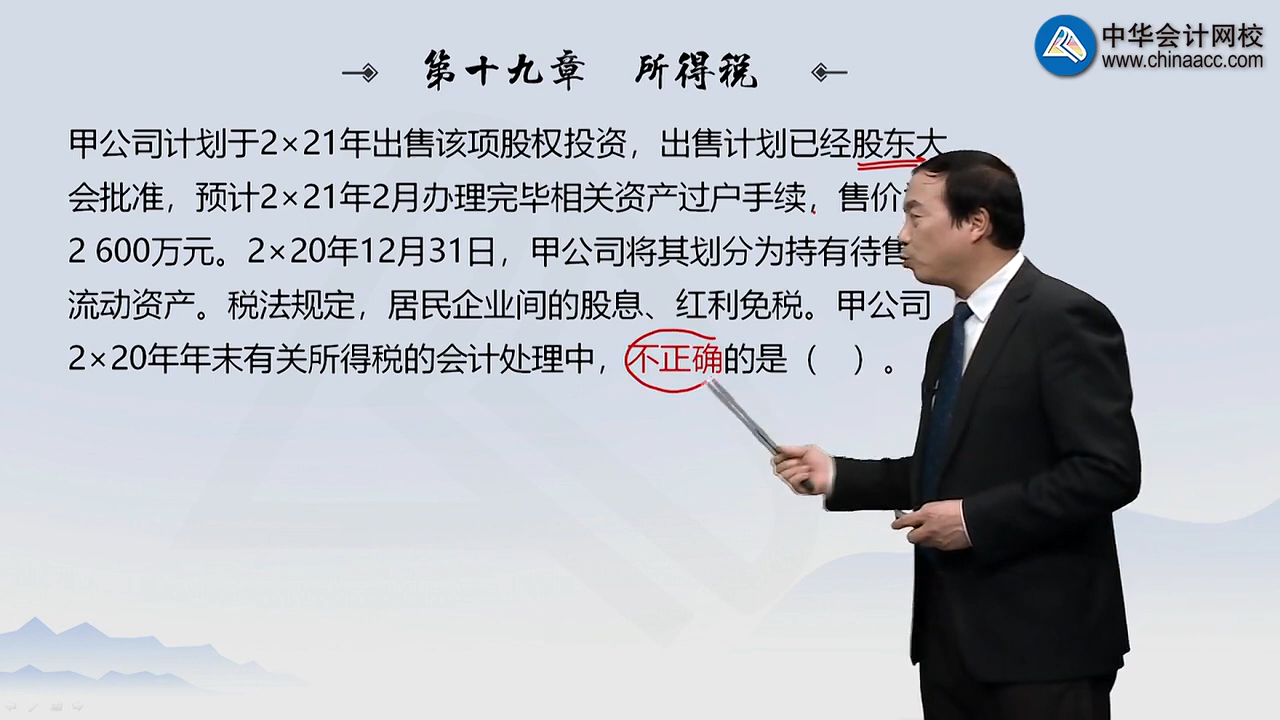 中华会计网校
www.chinaacc.com
第十九章 所得税
甲公司计划于2×21年出售该项股权投资，出售计划已经股东大
会批准，预计2×21年2月办理完毕相关资产过户手续，售价
2 600万元。2×20年12月31日，甲公司将其划分为持有待售
流动资产。税法规定，居民企业间的股息、红利免税。甲公司
2×20年年末有关所得税的会计处理中，不正确的是（ ）。